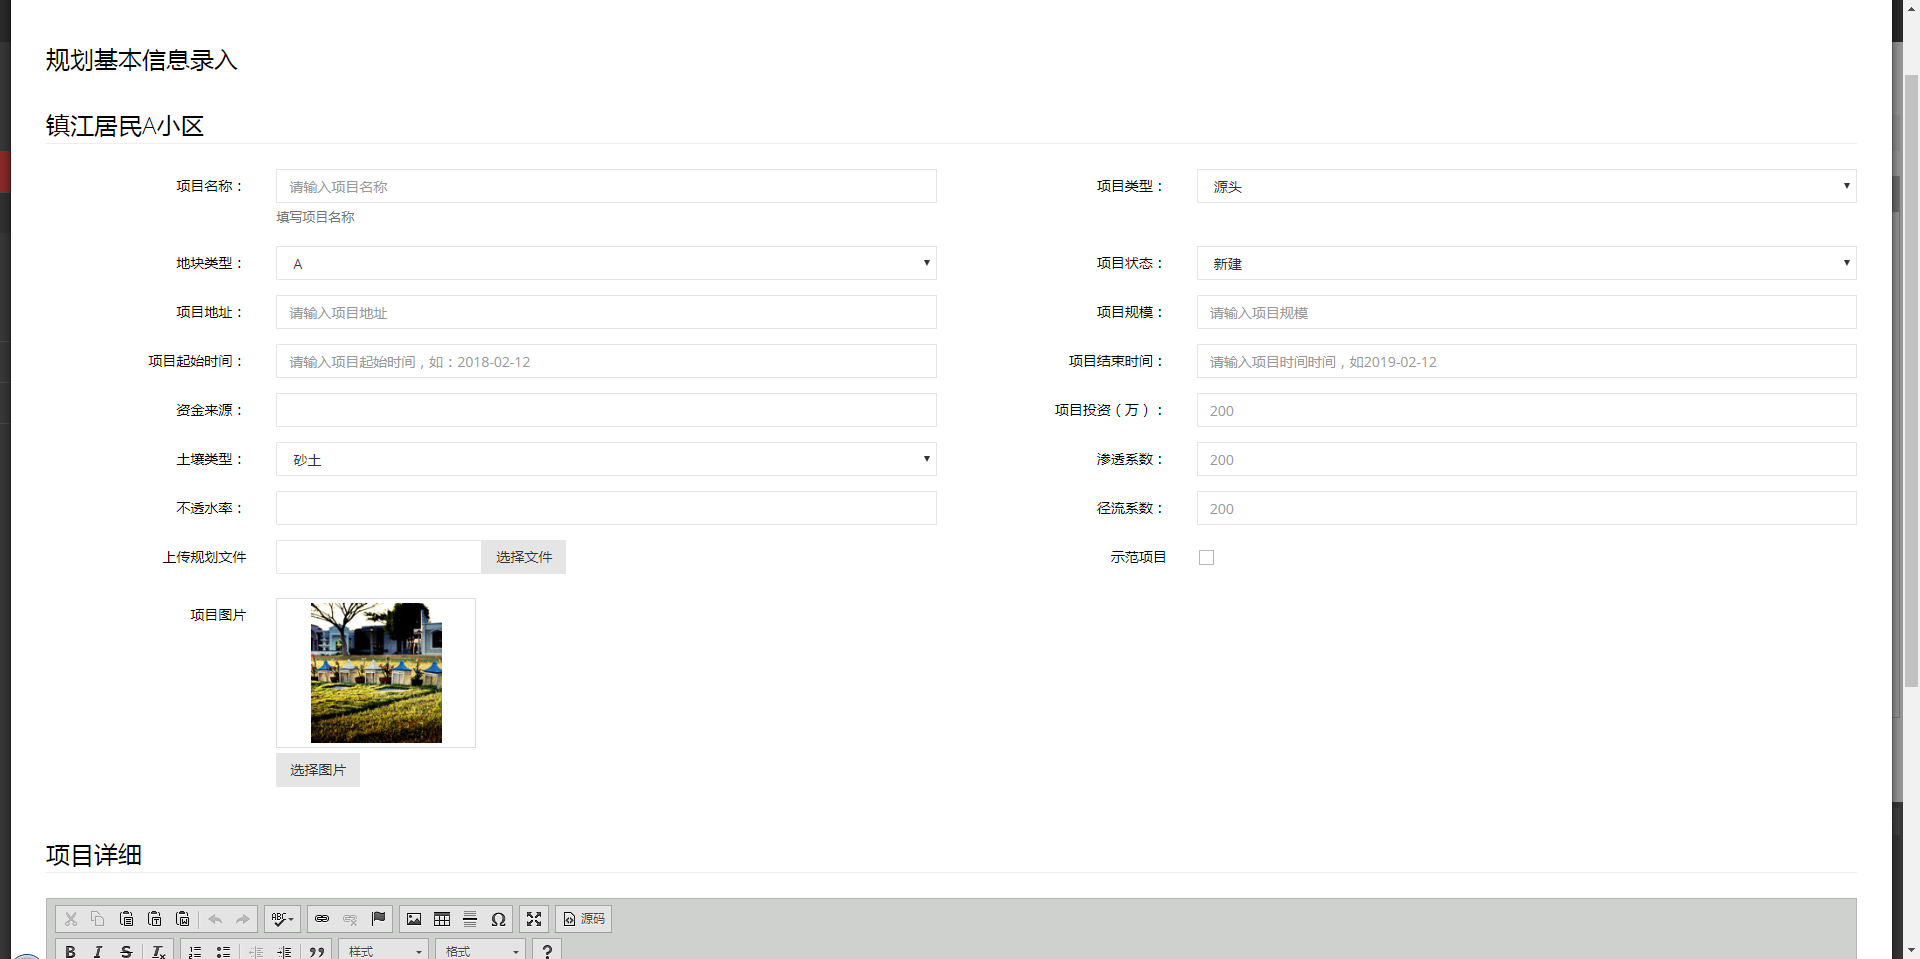 规划基本信息录入
镇江居民A小区
项目名称： 请输入项目名称 项目类型： 源头
填写项目名称
地块类型： A 项目状态： 新建
项目地址： 请输入项目地址 项目规模： 请输入项目规模
项目起始时间： 请输入项目起始时间，如：2018-02-12 项目结束时间： 请输入项目时间时间，如2019-02-12
资金来源： 项目投资（万）： 200
土壤类型： 砂土 渗透系数： 200
不透水率： 径流系数： 200
上传规划文件 选择文件 示范项目
项目图片
选择图片
项目详细
ABC Ω 源码
B I S Tx 样式 格式 ?